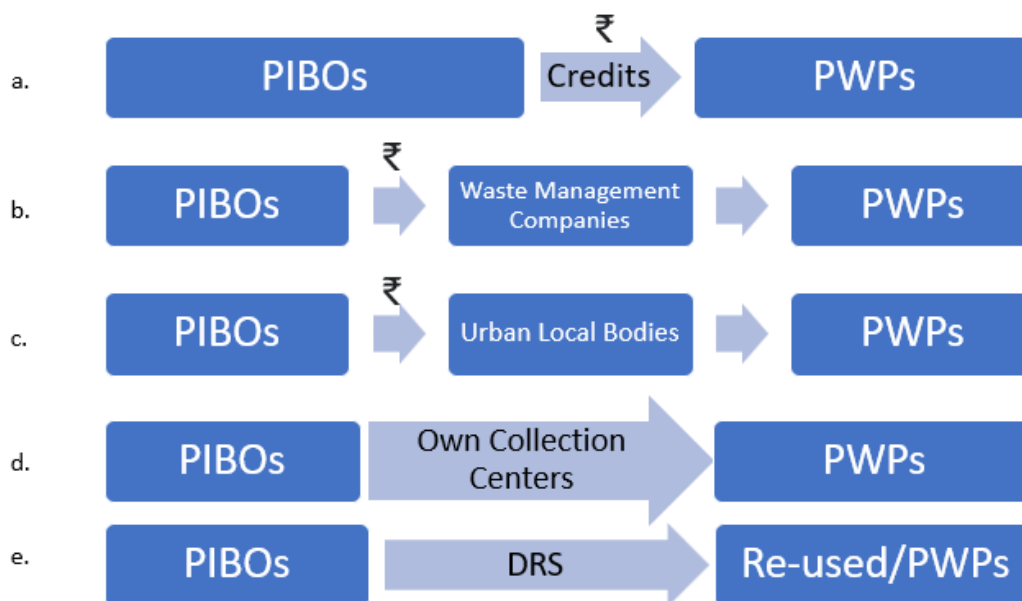 ₹
a. PIBOs Credits PWPs
₹
b. PIBOs Waste Management
Companies PWPs
₹
c. PIBOs Urban Local Bodies PWPs
d. PIBOs Own Collection
Centers PWPs
e. PIBOs DRS Re-used/PWPs